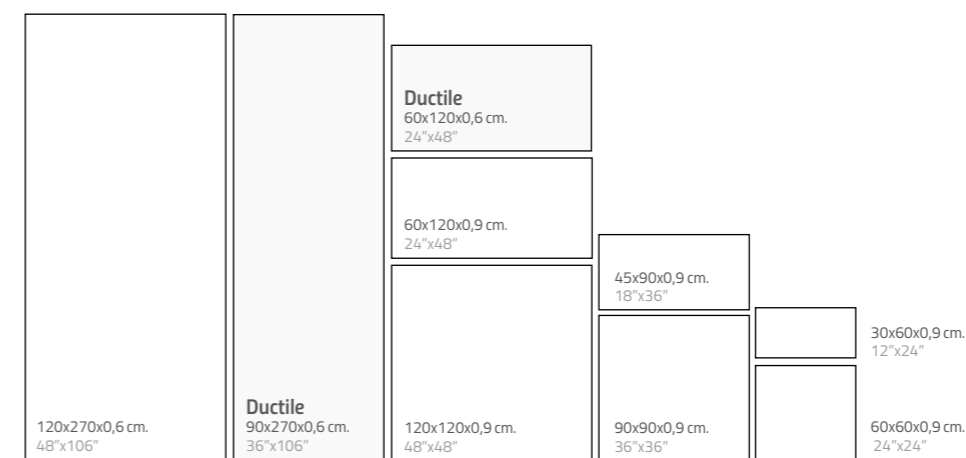 120x270x0,6 cm.
48"x106"
Ductile
90x270x0,6 cm.
36"x106"
Ductile
60x120x0,6 cm.
24"x48"
60x120x0,9 cm.
24"x48"
120x120x0,9 cm.
48"x48"
45x90x0,9 cm.
18"x36"
90x90x0,9 cm.
36"x36"
30x60x0,9 cm.
12"x24"
60x60x0,9 cm.
24"x24"